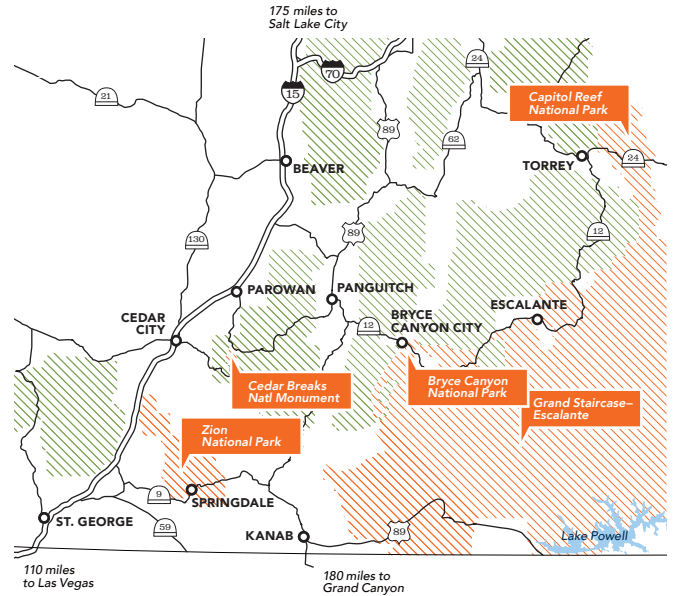 175 miles to
Salt Lake City
24
70
15
21
Capitol Reef
National Park
89
62
24
TORREY
BEAVER
12
89
130
PAROWAN
PANGUITCH
ESCALANTE
CEDAR
CITY
12
BRYCE
CANYON CITY
Cedar Breaks
Natl Monument
Bryce Canyon
National Park
Grand Staircase–
Escalante
Zion
National Park
9
SPRINGDALE
ST. GEORGE
59
KANAB
89
Lake Powell
110 miles
to Las Vegas
180 miles to
Grand Canyon